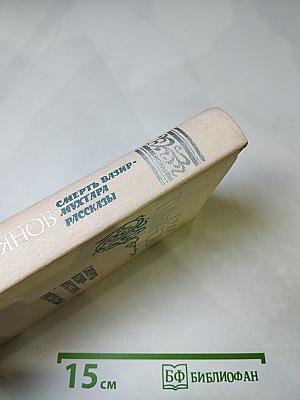 ЯНОВ
СМЕРТЬ ВАЗИР-
МУХТАРА
РАССКАЗЫ
15 см
БФ БИБЛИОФАН